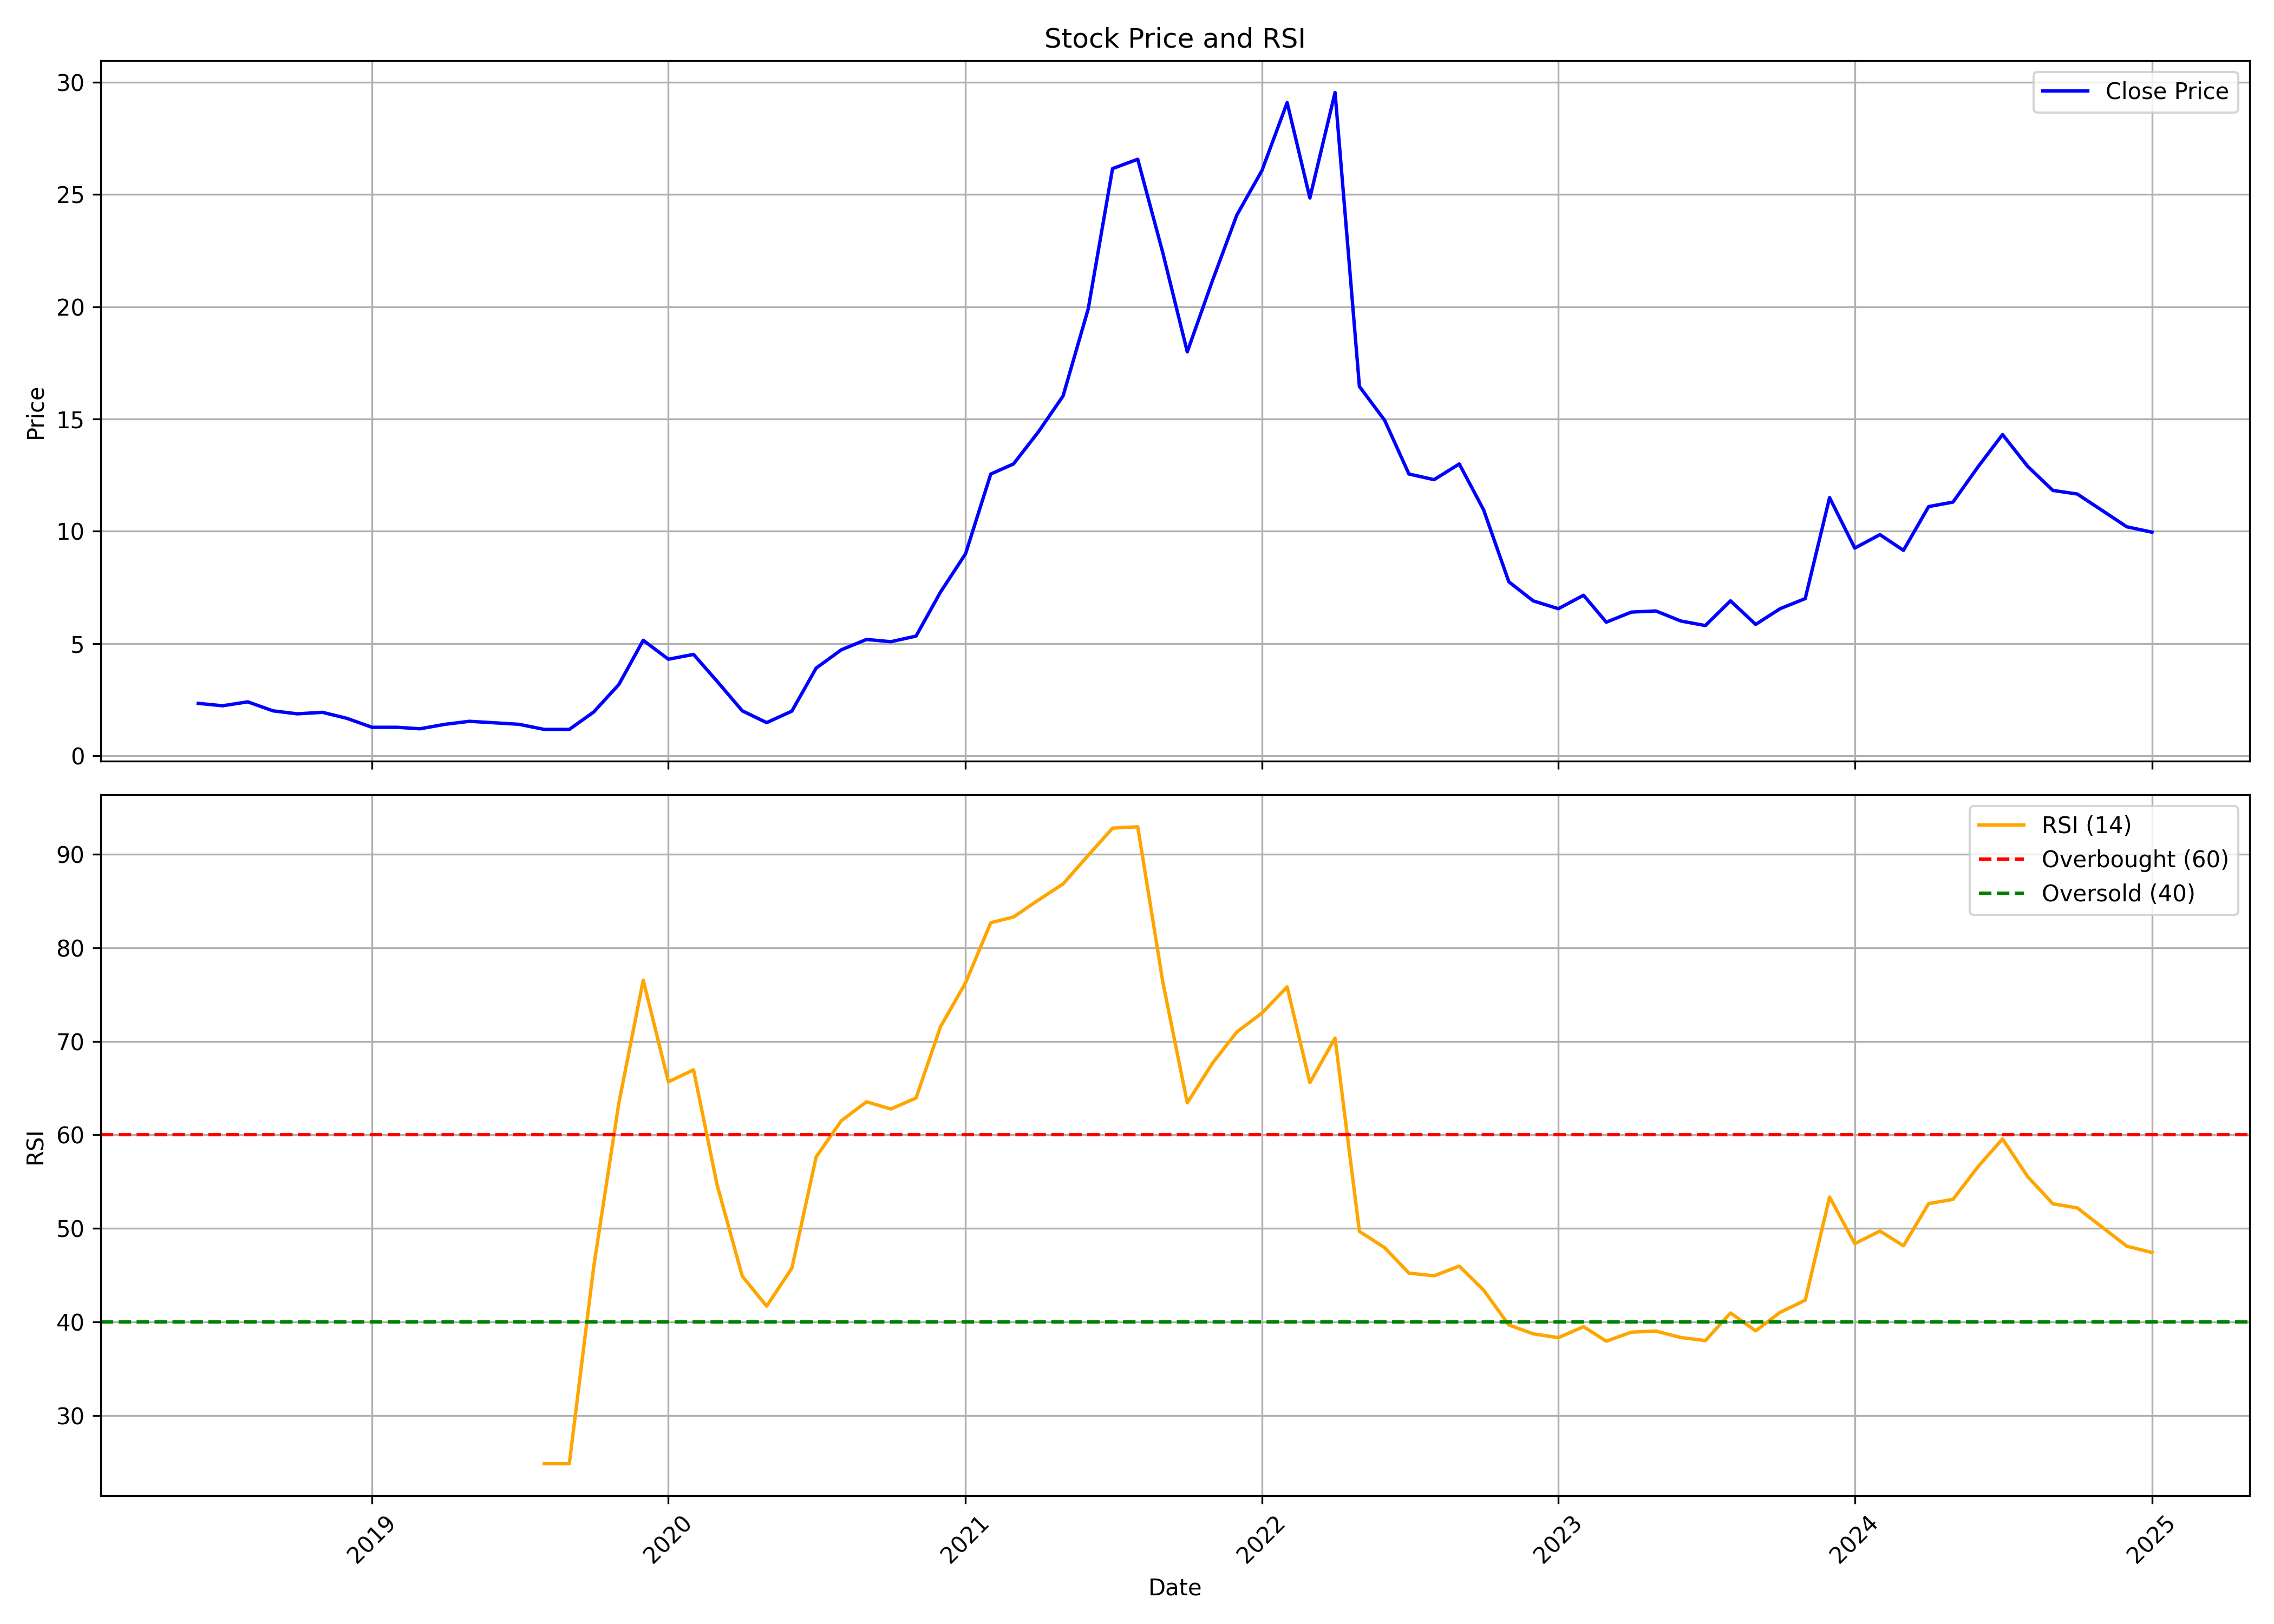 Stock Price and RSI
Close Price
Price
30
25
20
15
10
5
0
RSI (14)
Overbought (60)
Oversold (40)
RSI
90
80
70
60
50
40
30
2019
2020
2021
2022
2023
2024
2025
Date